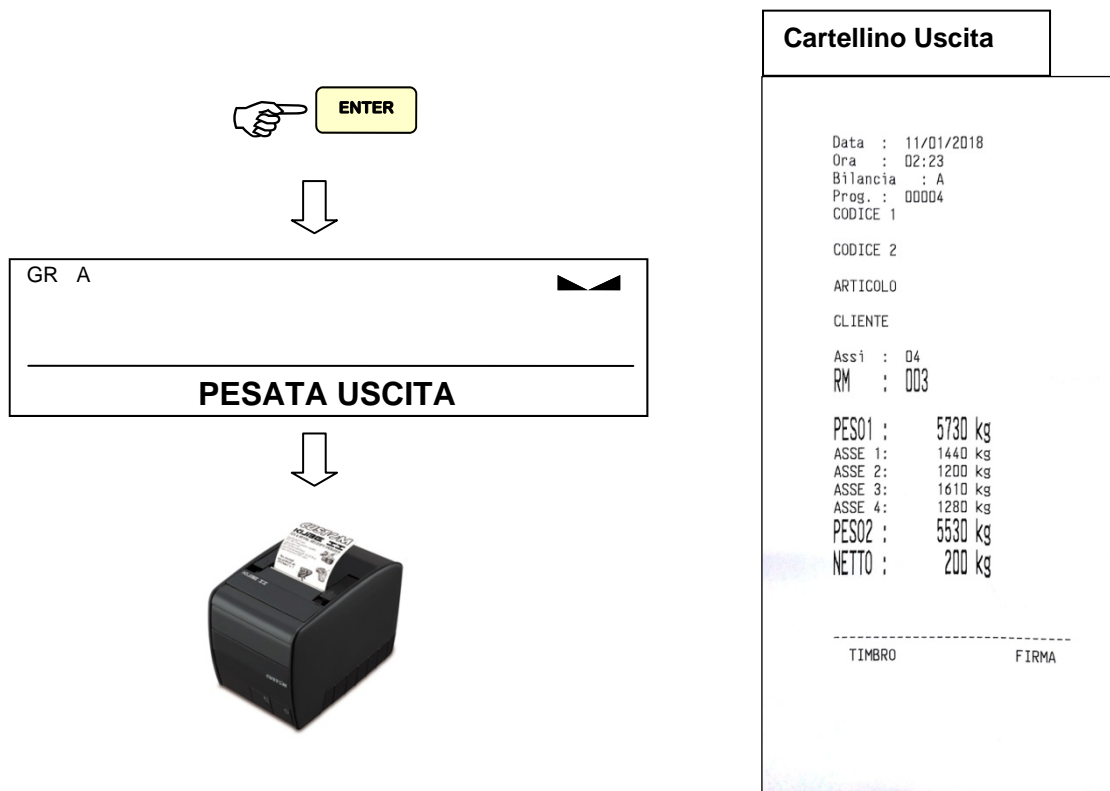 Cartellino Uscita
ENTER
GR A
PESATA USCITA
Data : 11/01/2018
Ora : 02:23
Bilancia : A
Prog. : 00004
CODICE 1
CODICE 2
ARTICOLO
CLIENTE
Assi : 04
RM : 003
PESO1 : 5730 kg
ASSE 1: 1440 kg
ASSE 2: 1200 kg
ASSE 3: 1610 kg
ASSE 4: 1280 kg
PESO2 : 5530 kg
NETTO : 200 kg
TIMBRO FIRMA